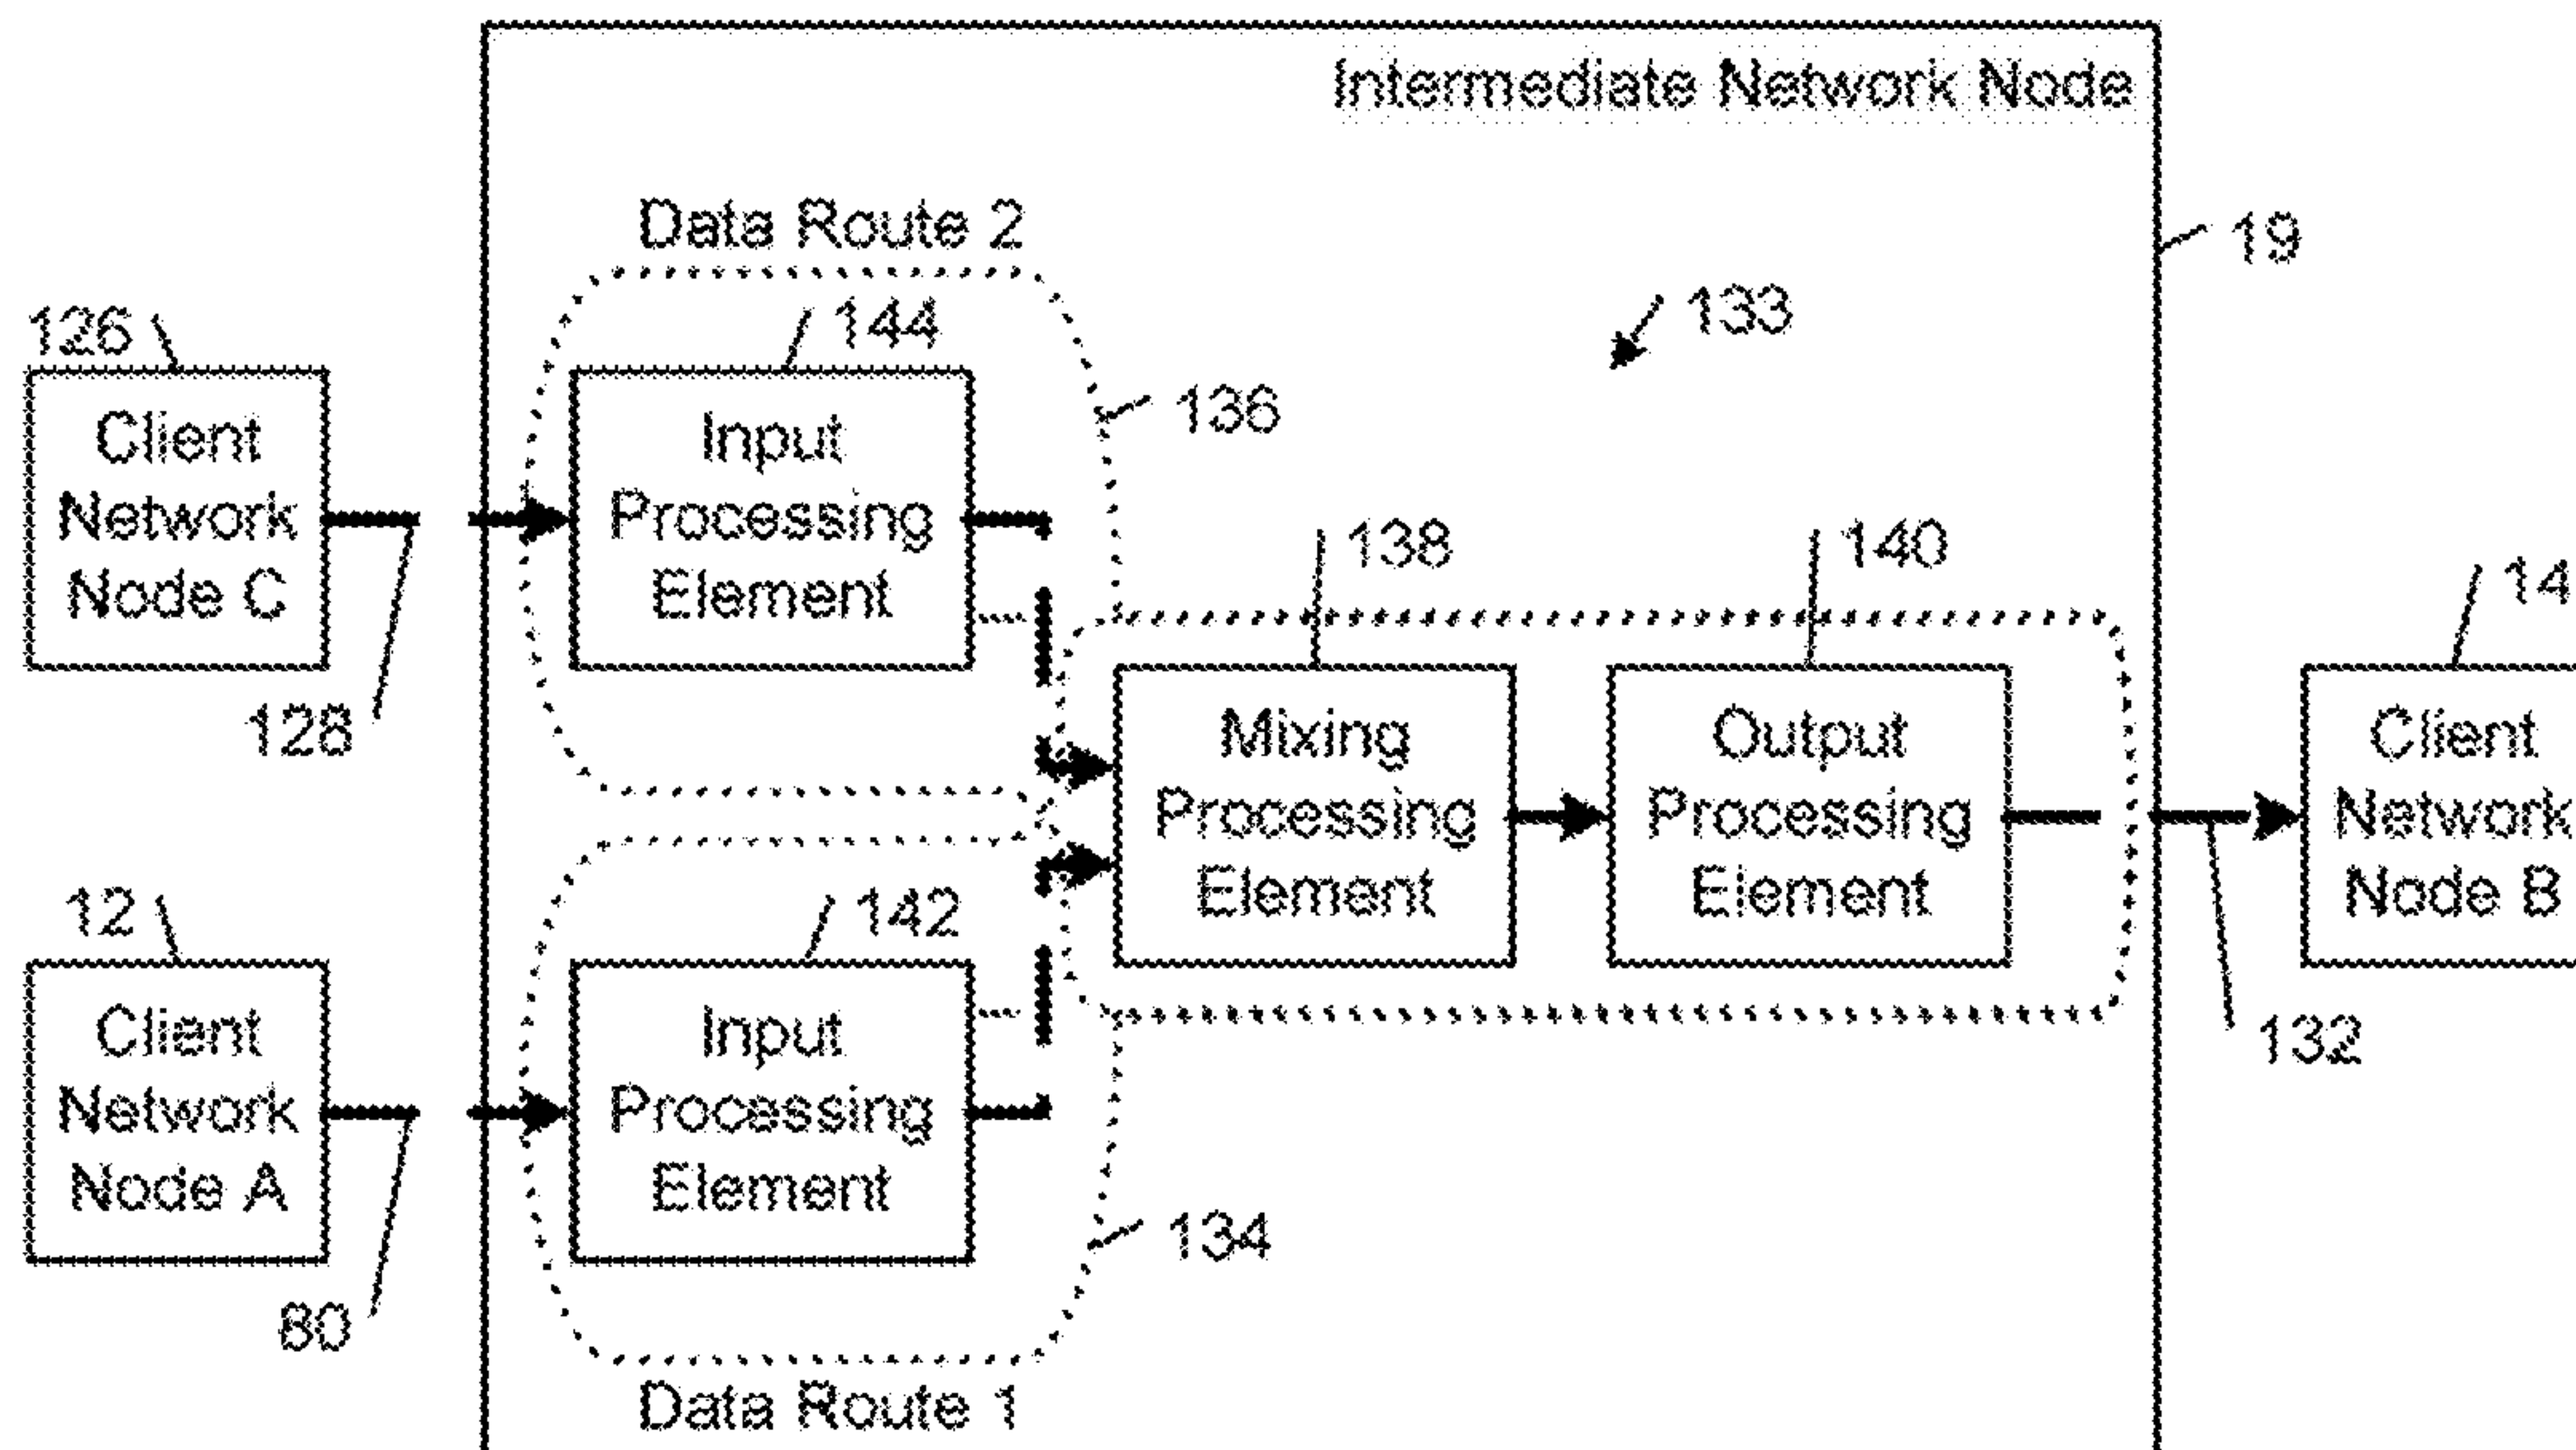 Intermediate Network Node
19
Data Route 2
133
126
144
136
Client
Network
Node C
Input
Processing
Element
128
138
140
14
Mixing
Processing
Element
Output
Processing
Element
Client
Network
Node B
132
12
142
Client
Network
Node A
Input
Processing
Element
134
80
Data Route 1